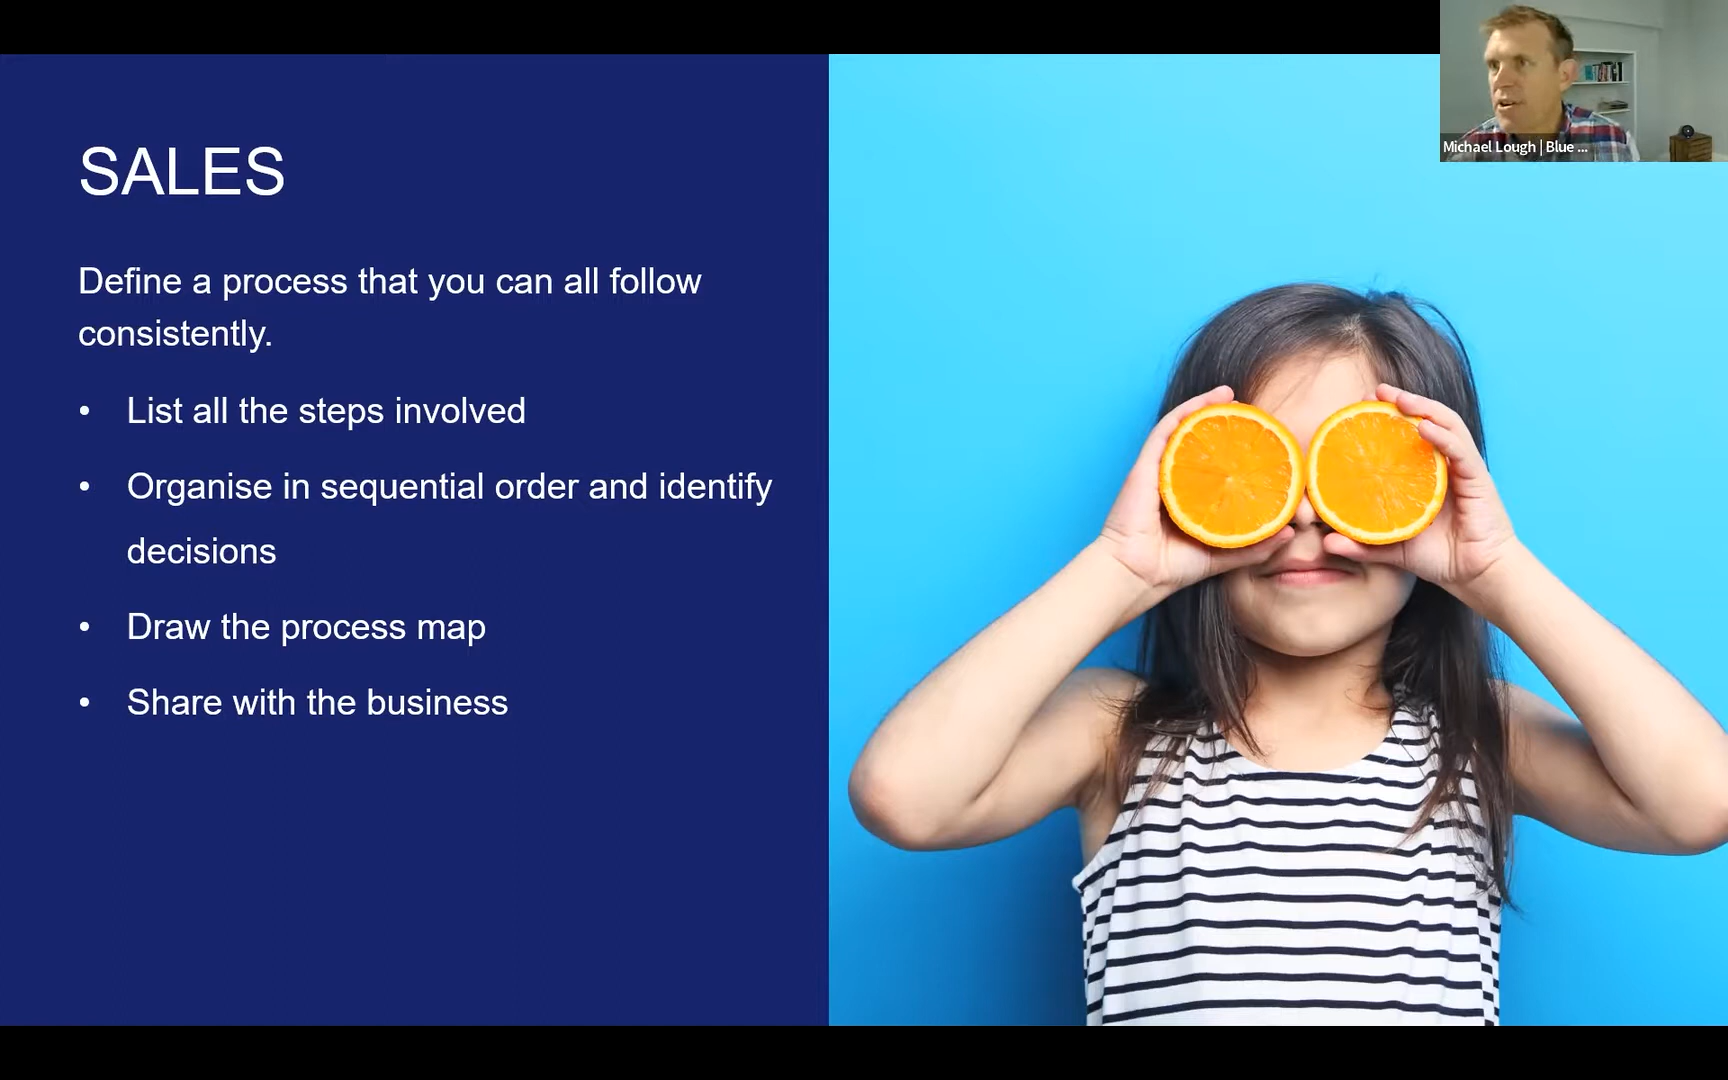 SALES
Define a process that you can all follow
consistently.
• List all the steps involved
• Organise in sequential order and identify
decisions
• Draw the process map
• Share with the business
Michael Lough | Blue ...